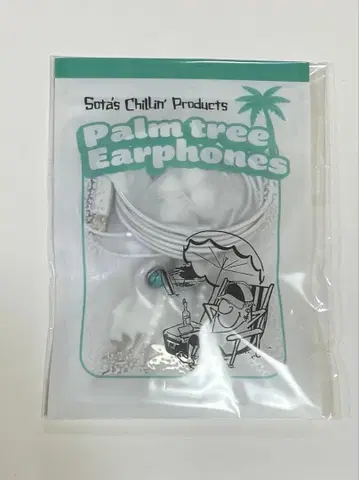 Sota's Chillin' Products
Palm tree
Earphones